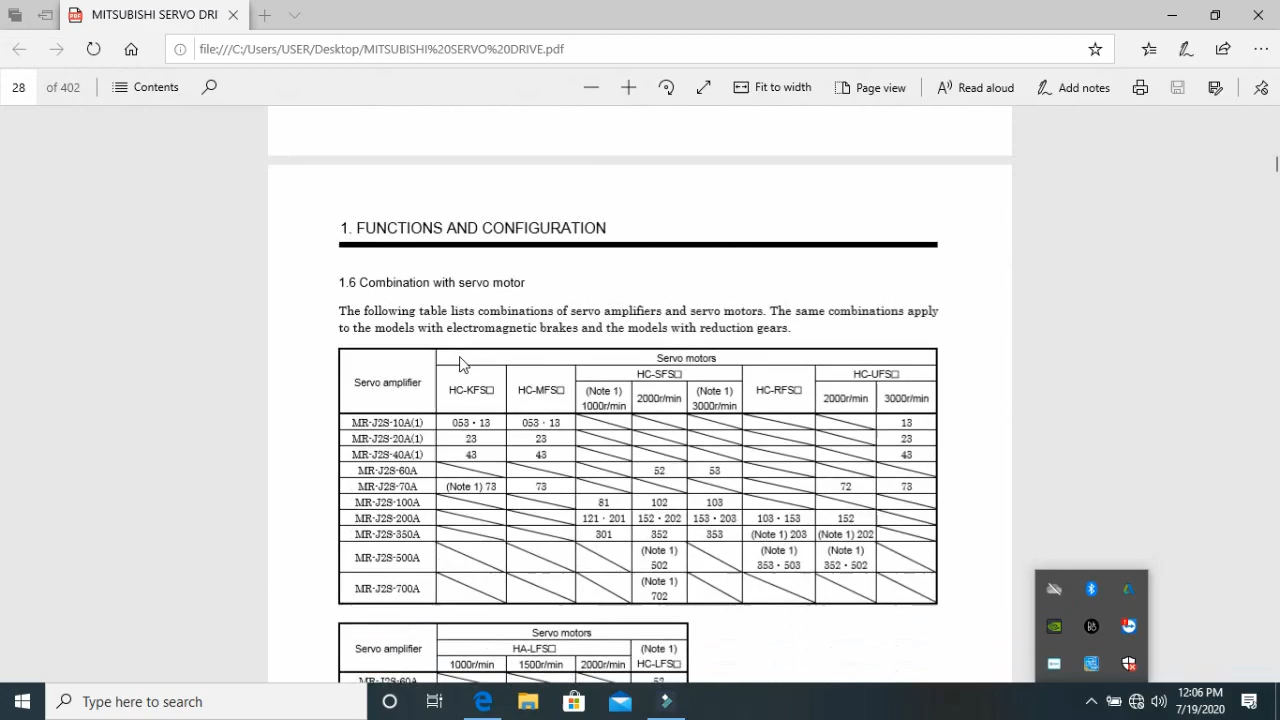 MITSUBISHI SERVO DRI
file:///C:/Users/USER/Desktop/MITSUBISHI%20SERVO%20DRIVE.pdf
28 of 402 Contents Fit to width Page view Read aloud Add notes
1. FUNCTIONS AND CONFIGURATION
1.6 Combination with servo motor
The following table lists combinations of servo amplifiers and servo motors. The same combinations apply
to the models with electromagnetic brakes and the models with reduction gears.
Servo motors
Servo amplifier HC-KFS□ HC-MFS□ HC-SFS□ HC-RFS□ HC-UFS□
(Note 1) 1000r/min 2000r/min (Note 1) 3000r/min 2000r/min 3000r/min
MR-J2S-10A(1) 053・13 053・13 13
MR-J2S-20A(1) 23 23 23
MR-J2S-40A(1) 43 43 43
MR-J2S-60A 52 53
MR-J2S-70A (Note 1) 73 73 72 73
MR-J2S-100A 81 102 103
MR-J2S-200A 121・201 152・202 153・203 103・153 152
MR-J2S-350A 301 352 353 (Note 1) 203 (Note 1) 202
MR-J2S-500A (Note 1) 502 (Note 1) 353・503 (Note 1) 352・502
MR-J2S-700A (Note 1) 702
Servo motors
Servo amplifier HA-LFS□ (Note 1) HC-LFS□
1000r/min 1500r/min 2000r/min
MR-J2S-60A 52
Type here to search
12:06 PM
7/19/2020